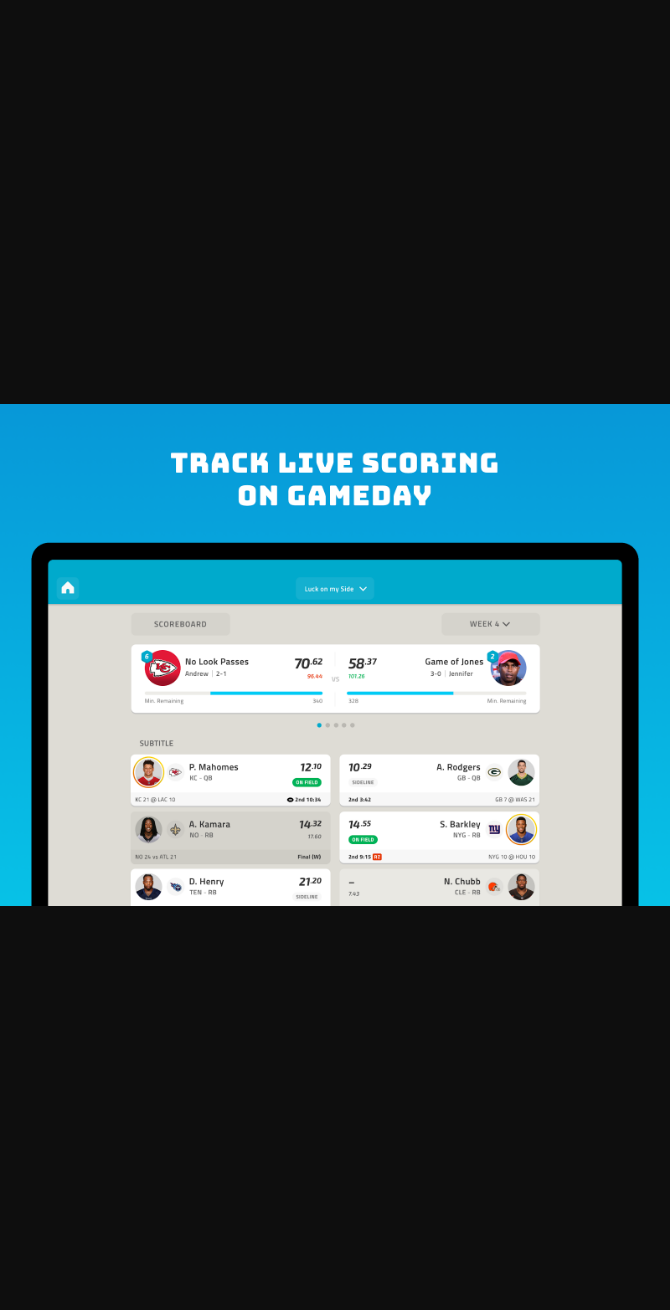 TRACK LIVE SCORING
ON GAMEDAY
Luck on my Side
SCOREBOARD
WEEK 4
6
No Look Passes
Andrew | 2-1
70.62
98.44
VS
58.37
101.26
Game of Jones
3-0 | Jennifer
2
Min. Remaining
340
328
Min. Remaining
SUBTITLE
P. Mahomes
KC - QB
12.10
ON FIELD
KC 21 @ LAC 10
2nd 10:34
10.29
SIDELINE
A. Rodgers
GB - QB
2nd 3:42
GB 7 @ WAS 21
A. Kamara
NO - RB
14.32
17.60
NO 24 vs ATL 21
Final (W)
14.55
ON FIELD
S. Barkley
NYG - RB
2nd 9:15 RZ
NYG 10 @ HOU 10
D. Henry
TEN - RB
21.20
SIDELINE
–
7.42
N. Chubb
CLE - RB